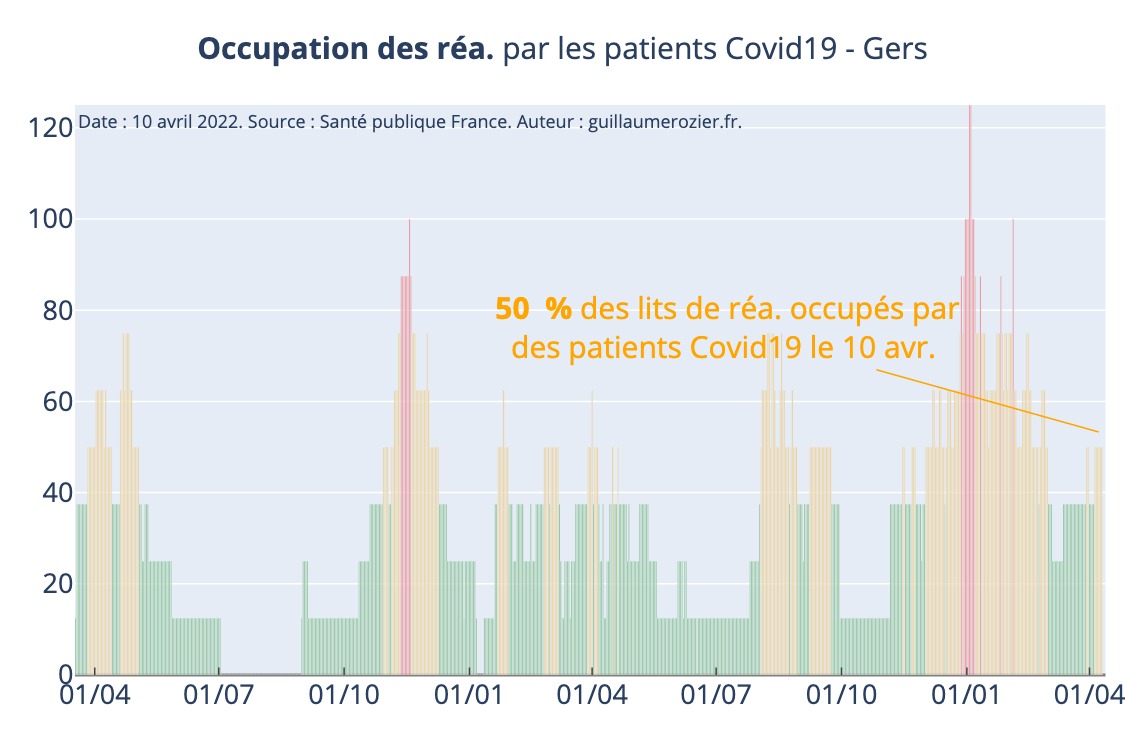 Occupation des réa. par les patients Covid19 - Gers
Date : 10 avril 2022. Source : Santé publique France. Auteur : guillaumerozier.fr.
120
100
80
60
40
20
0
50 % des lits de réa. occupés par
des patients Covid19 le 10 avr.
01/04 01/07 01/10 01/01 01/04 01/07 01/10 01/01 01/04